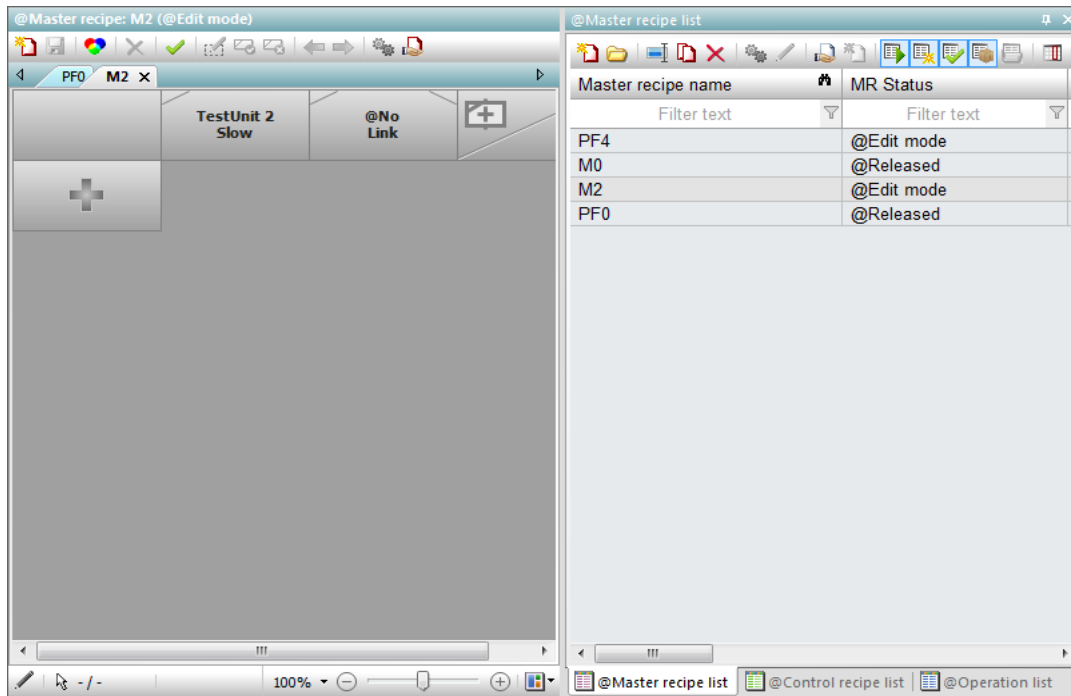 @Master recipe: M2 (@Edit mode)
PF0 M2
TestUnit 2
Slow
@No
Link
-/-
100%
@Master recipe list
Master recipe name MR Status
Filter text Filter text
PF4 @Edit mode
M0 @Released
M2 @Edit mode
PF0 @Released
@Master recipe list @Control recipe list @Operation list